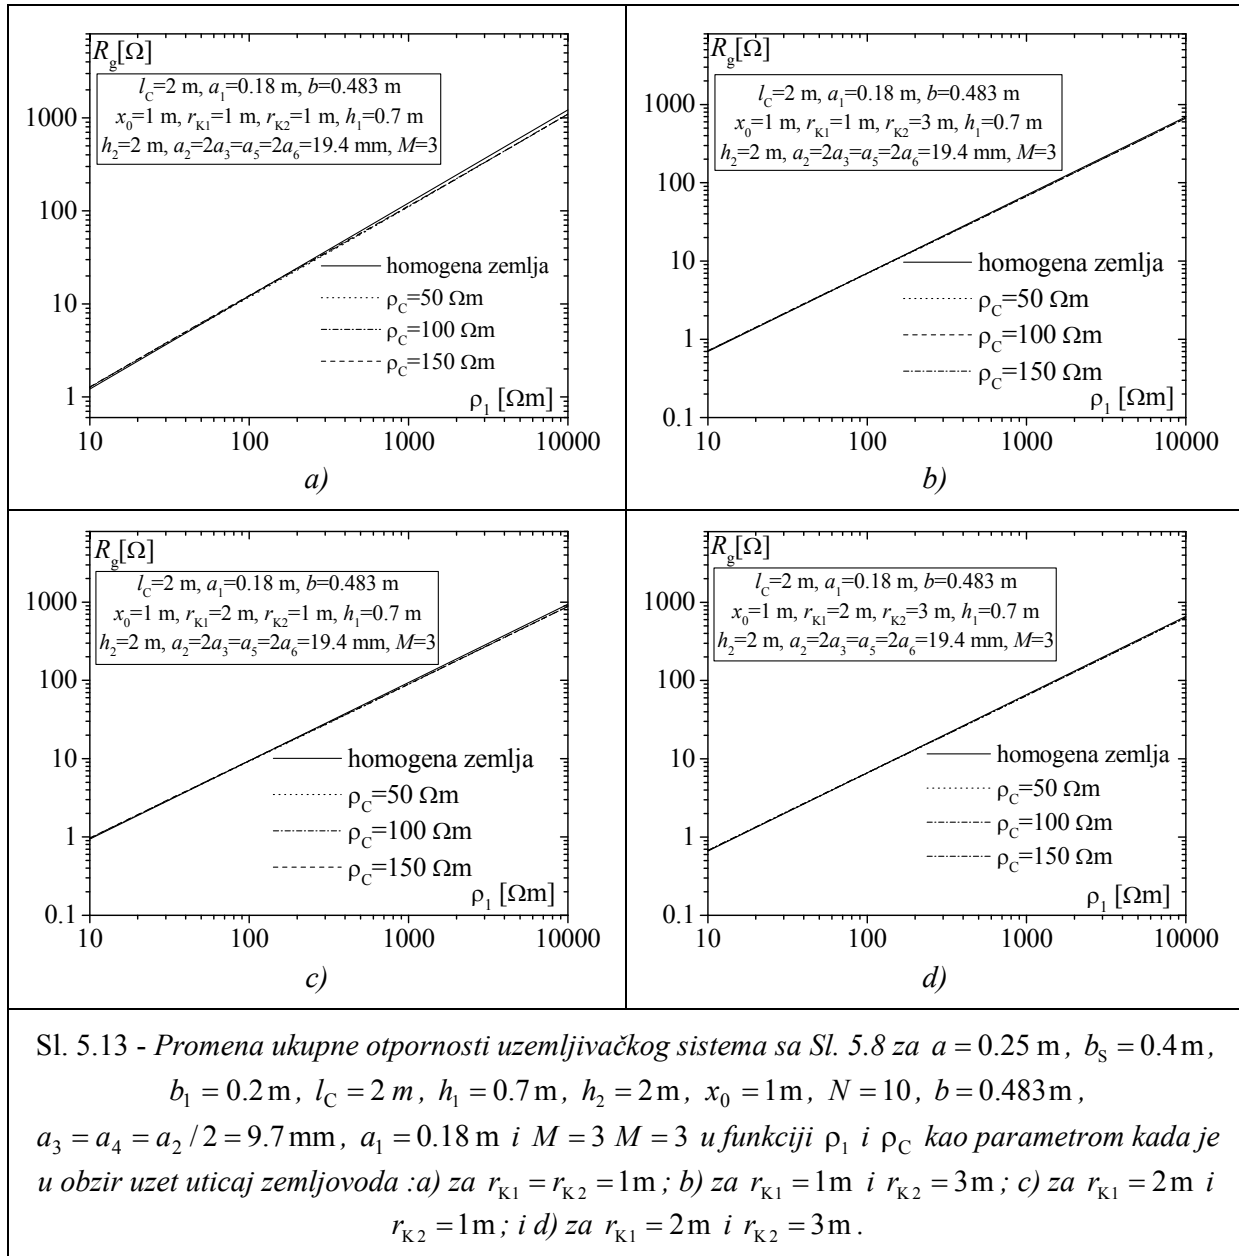 R_g[Ω]
l_C=2 m, a_1=0.18 m, b=0.483 m
x_0=1 m, r_K1=1 m, r_K2=1 m, h_1=0.7 m
h_2=2 m, a_2=2a_3=a_5=2a_6=19.4 mm, M=3
1000
100
10
1
homogena zemlja
ρ_C=50 Ωm
ρ_C=100 Ωm
ρ_C=150 Ωm
ρ_1 [Ωm]
10 100 1000 10000
a)
R_g[Ω]
l_C=2 m, a_1=0.18 m, b=0.483 m
x_0=1 m, r_K1=1 m, r_K2=3 m, h_1=0.7 m
h_2=2 m, a_2=2a_3=a_5=2a_6=19.4 mm, M=3
1000
100
10
1
0.1
homogena zemlja
ρ_C=50 Ωm
ρ_C=100 Ωm
ρ_C=150 Ωm
ρ_1 [Ωm]
10 100 1000 10000
b)
R_g[Ω]
l_C=2 m, a_1=0.18 m, b=0.483 m
x_0=1 m, r_K1=2 m, r_K2=1 m, h_1=0.7 m
h_2=2 m, a_2=2a_3=a_5=2a_6=19.4 mm, M=3
1000
100
10
1
0.1
homogena zemlja
ρ_C=50 Ωm
ρ_C=100 Ωm
ρ_C=150 Ωm
ρ_1 [Ωm]
10 100 1000 10000
c)
R_g[Ω]
l_C=2 m, a_1=0.18 m, b=0.483 m
x_0=1 m, r_K1=2 m, r_K2=3 m, h_1=0.7 m
h_2=2 m, a_2=2a_3=a_5=2a_6=19.4 mm, M=3
1000
100
10
1
0.1
homogena zemlja
ρ_C=50 Ωm
ρ_C=100 Ωm
ρ_C=150 Ωm
ρ_1 [Ωm]
10 100 1000 10000
d)
Sl. 5.13 - Promena ukupne otpornosti uzemljivačkog sistema sa Sl. 5.8 za a = 0.25 m, b_S = 0.4 m,
b_1 = 0.2 m, l_C = 2 m, h_1 = 0.7 m, h_2 = 2 m, x_0 = 1 m, N = 10, b = 0.483 m,
a_3 = a_4 = a_2 / 2 = 9.7 mm, a_1 = 0.18 m i M = 3 M = 3 u funkciji ρ_1 i ρ_C kao parametrom kada je
u obzir uzet uticaj zemljovoda :a) za r_K1 = r_K2 = 1 m; b) za r_K1 = 1 m i r_K2 = 3 m; c) za r_K1 = 2 m i
r_K2 = 1 m; i d) za r_K1 = 2 m i r_K2 = 3 m.